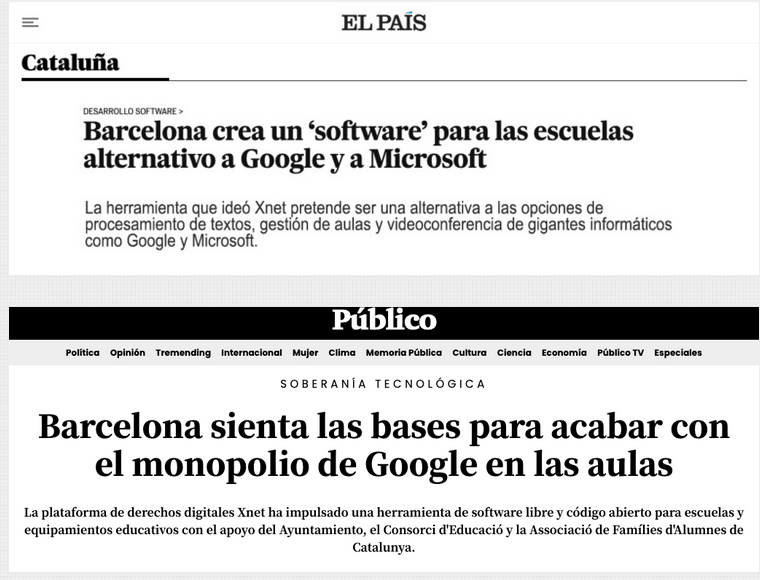 EL PAÍS
Cataluña
DESARROLLO SOFTWARE >
Barcelona crea un ‘software’ para las escuelas
alternativo a Google y a Microsoft
La herramienta que ideó Xnet pretende ser una alternativa a las opciones de
procesamiento de textos, gestión de aulas y videoconferencia de gigantes informáticos
como Google y Microsoft.
Público
Política Opinión Tremending Internacional Mujer Clima Memoria Pública Cultura Ciencia Economía Público TV Especiales
SOBERANÍA TECNOLÓGICA
Barcelona sienta las bases para acabar con
el monopolio de Google en las aulas
La plataforma de derechos digitales Xnet ha impulsado una herramienta de software libre y código abierto para escuelas y
equipamientos educativos con el apoyo del Ayuntamiento, el Consorci d'Educació y la Associació de Famílies d'Alumnes de
Catalunya.